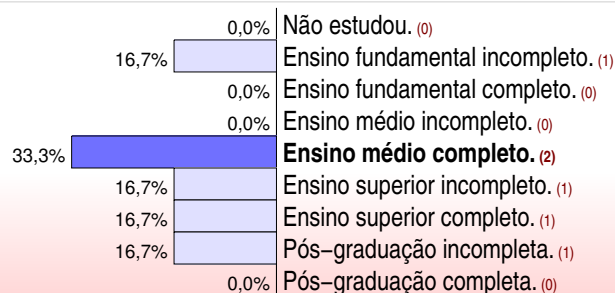 0,0% Não estudou. (0)
16,7% Ensino fundamental incompleto. (1)
0,0% Ensino fundamental completo. (0)
0,0% Ensino médio incompleto. (0)
33,3% Ensino médio completo. (2)
16,7% Ensino superior incompleto. (1)
16,7% Ensino superior completo. (1)
16,7% Pós−graduação incompleta. (1)
0,0% Pós−graduação completa. (0)